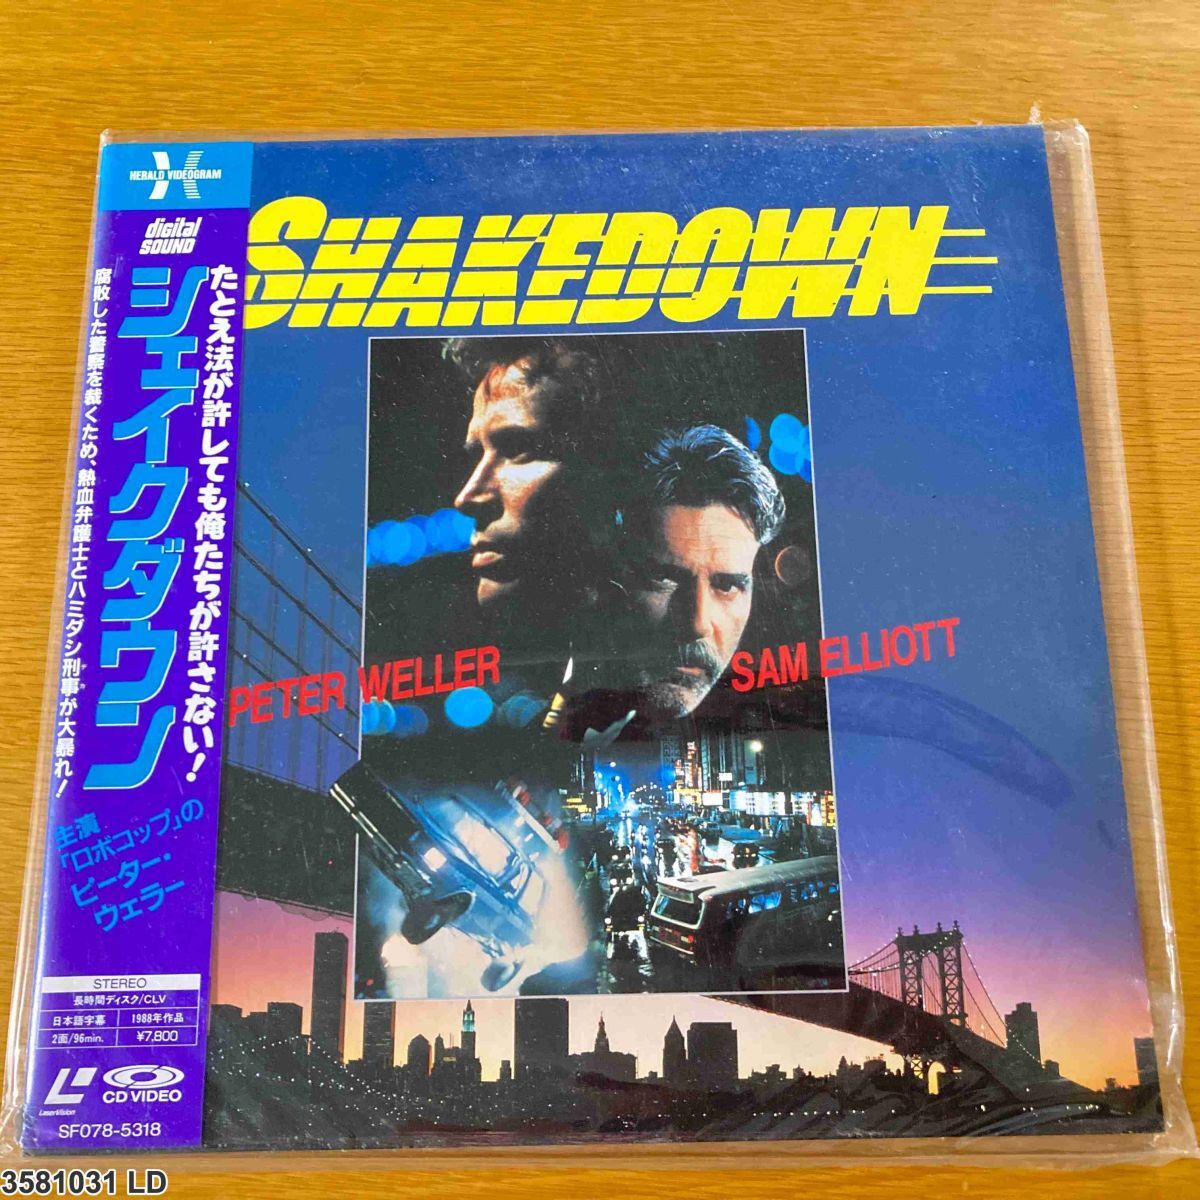 HERALD VIDEOGRAM
digital
SOUND
シェイクダウン
たとえ法が許しても俺たちが許さない!
腐敗した警察を裁くため、熱血弁護士とハミダシ刑事が大暴れ!
デカ
主演
「ロボコップ」の
ピーター・
ウェラー
STEREO
長時間ディスク/CLV
日本語字幕 1988年作品
2面/96min. ¥7,800
LaserVision
CD VIDEO
SF078-5318
SHAKEDOWN
PETER WELLER
SAM ELLIOTT
3581031 LD